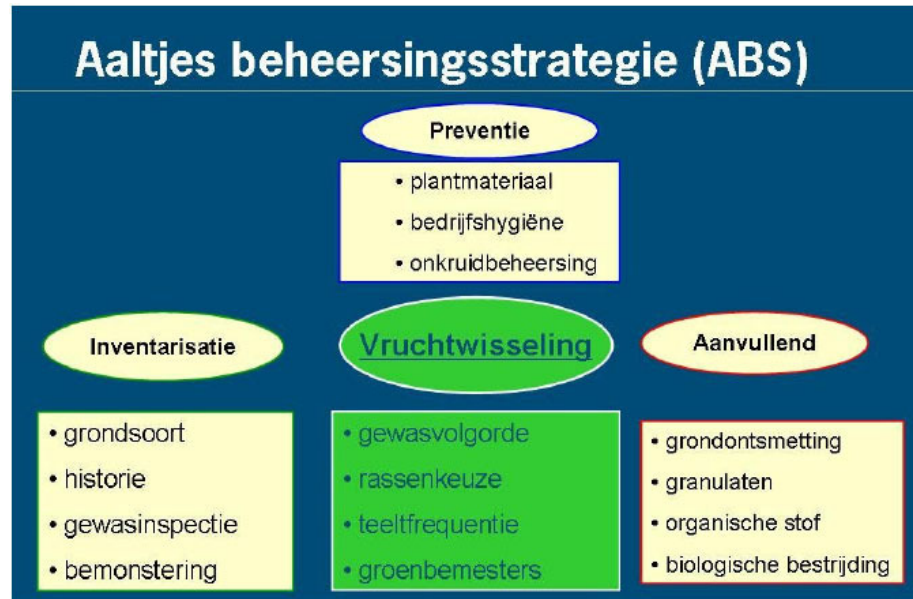 Aaltjes beheersingsstrategie (ABS)
Preventie
• plantmateriaal
• bedrijfshygiëne
• onkruidbeheersing
Inventarisatie
• grondsoort
• historie
• gewasinspectie
• bemonstering
Vruchtwisseling
• gewasvolgorde
• rassenkeuze
• teeltfrequentie
• groenbemesters
Aanvullend
• grondontsmetting
• granulaten
• organische stof
• biologische bestrijding